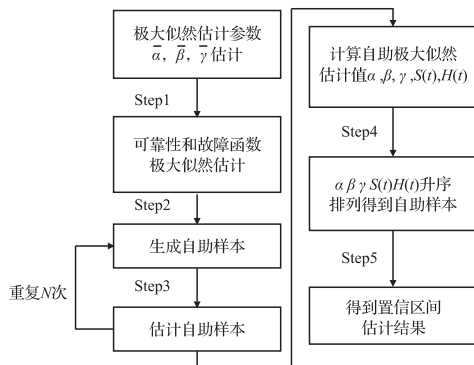 极大似然估计参数
α̅, β̅, γ̅ 估计
Step1
可靠性和故障函数
极大似然估计
Step2
生成自助样本
Step3
重复N次
估计自助样本
计算自助极大似然
估计值α,β,γ,S(t),H(t)
Step4
α β γ S(t)H(t)升序
排列得到自助样本
Step5
得到置信区间
估计结果